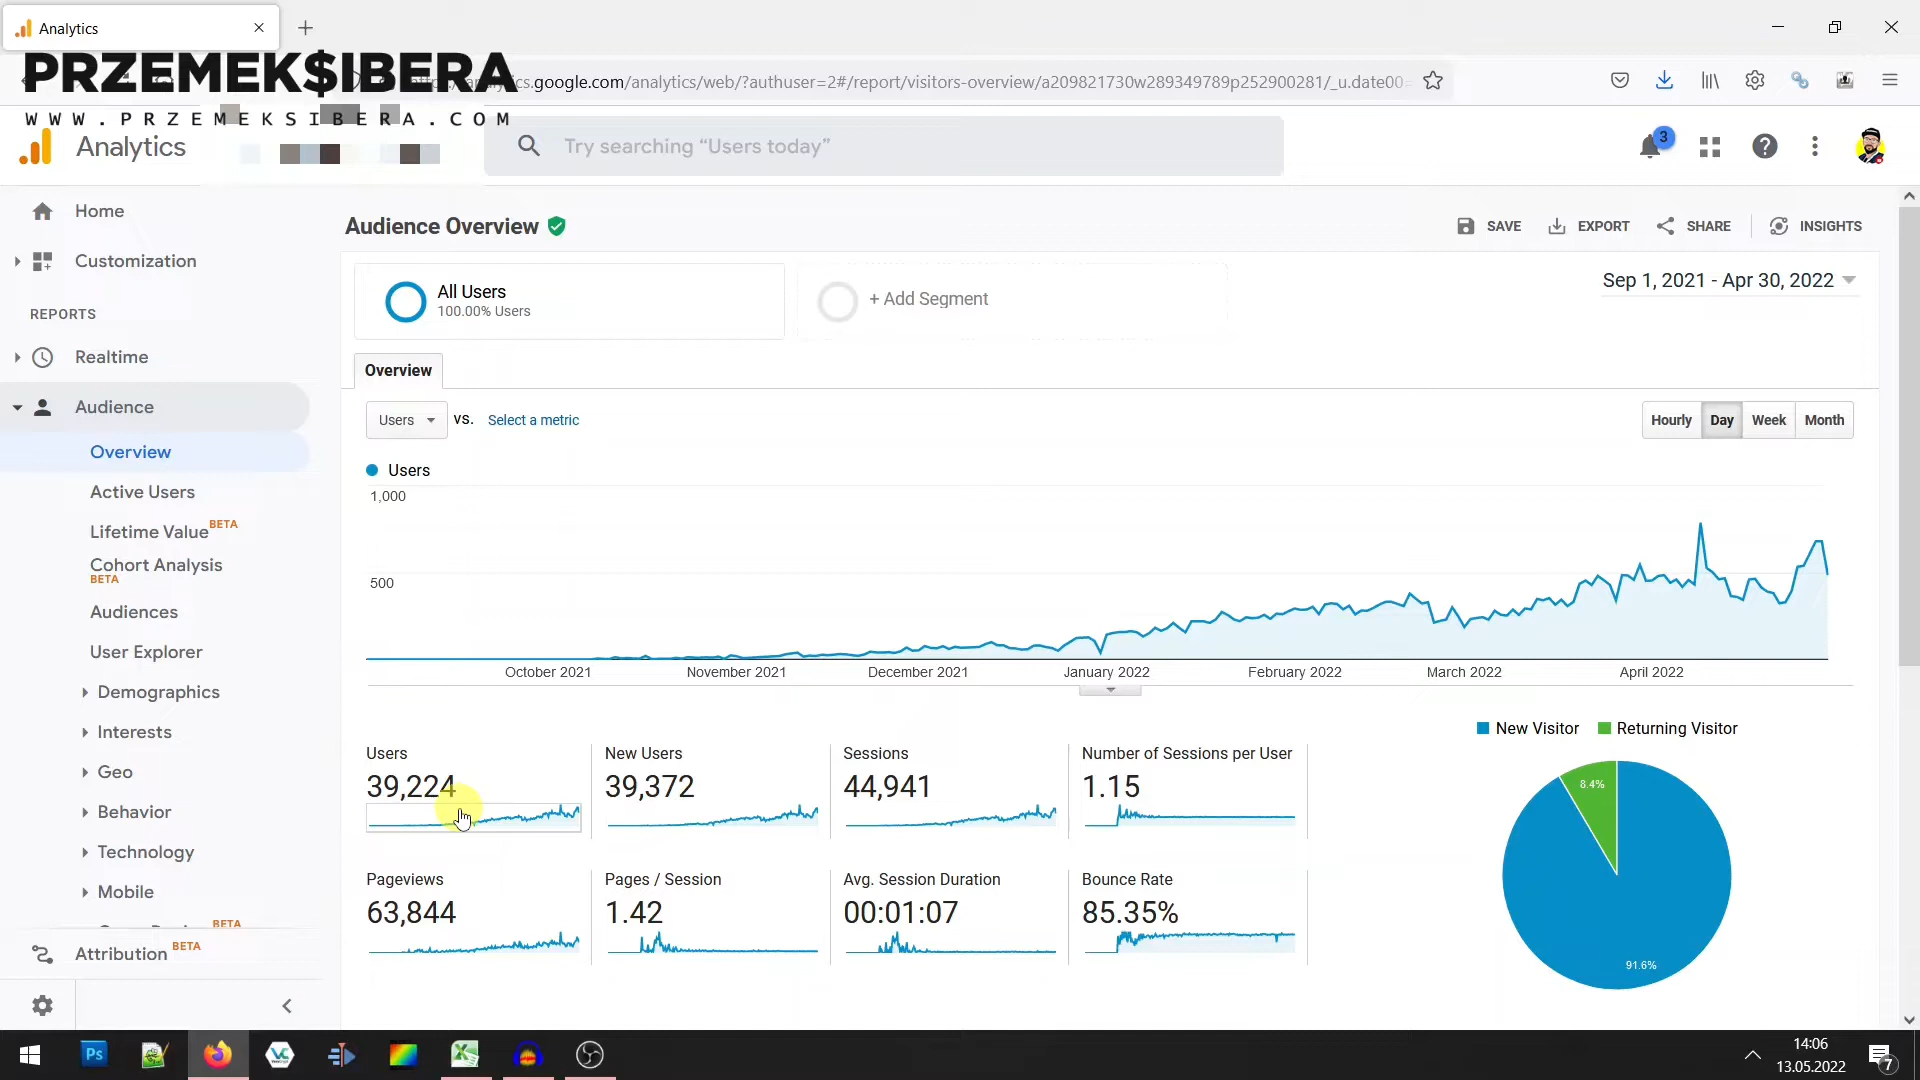 Analytics
PRZEMEK$IBERA
WWW.PRZEMEKSIBERA.COM
.google.com/analytics/web/?authuser=2#/report/visitors-overview/a209821730w289349789p252900281/_u.date00=
Analytics
Try searching “Users today”
3
Home
Customization
REPORTS
Realtime
Audience
Overview
Active Users
Lifetime Value BETA
Cohort Analysis
BETA
Audiences
User Explorer
Demographics
Interests
Geo
Behavior
Technology
Mobile
BETA
Attribution BETA
Audience Overview
SAVE
EXPORT
SHARE
INSIGHTS
All Users
100.00% Users
+ Add Segment
Sep 1, 2021 - Apr 30, 2022
Overview
Users
VS.
Select a metric
Hourly
Day
Week
Month
Users
1,000
500
October 2021
November 2021
December 2021
January 2022
February 2022
March 2022
April 2022
Users
39,224
New Users
39,372
Sessions
44,941
Number of Sessions per User
1.15
Pageviews
63,844
Pages / Session
1.42
Avg. Session Duration
00:01:07
Bounce Rate
85.35%
New Visitor
Returning Visitor
8.4%
91.6%
Ps
VC
14:06
13.05.2022
7